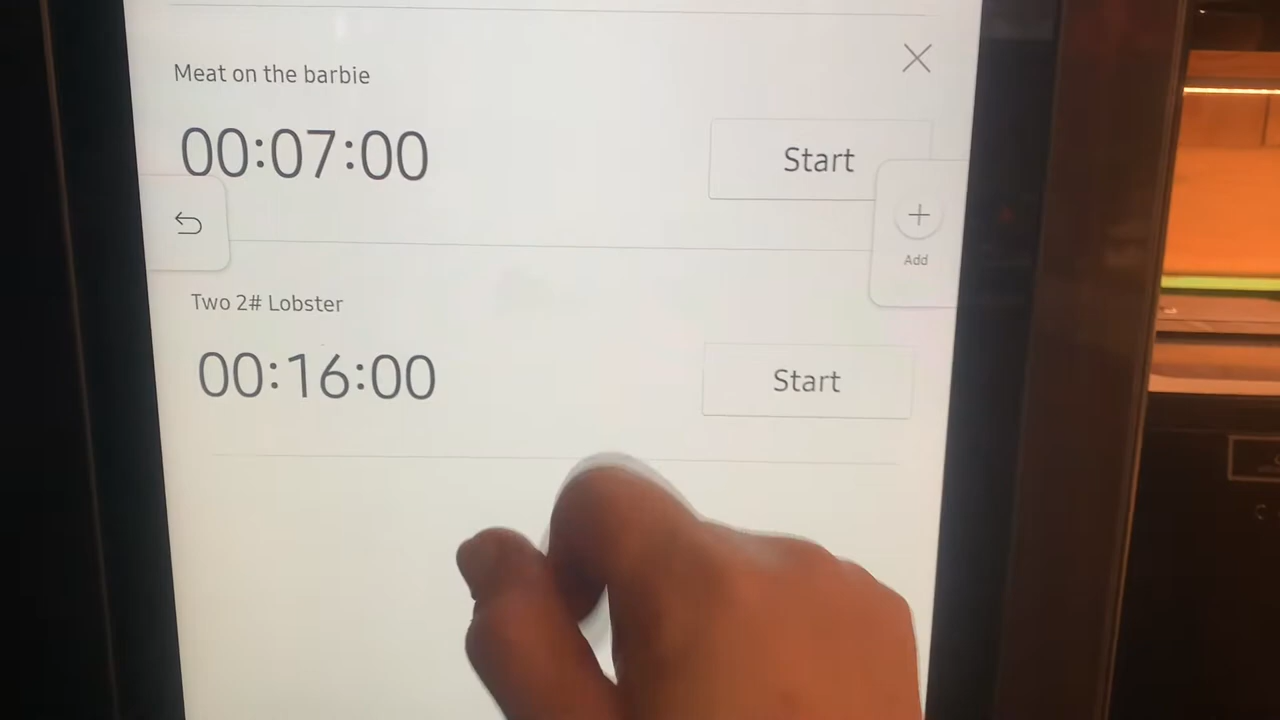 Meat on the barbie
00:07:00
Start
Add
Two 2# Lobster
00:16:00
Start